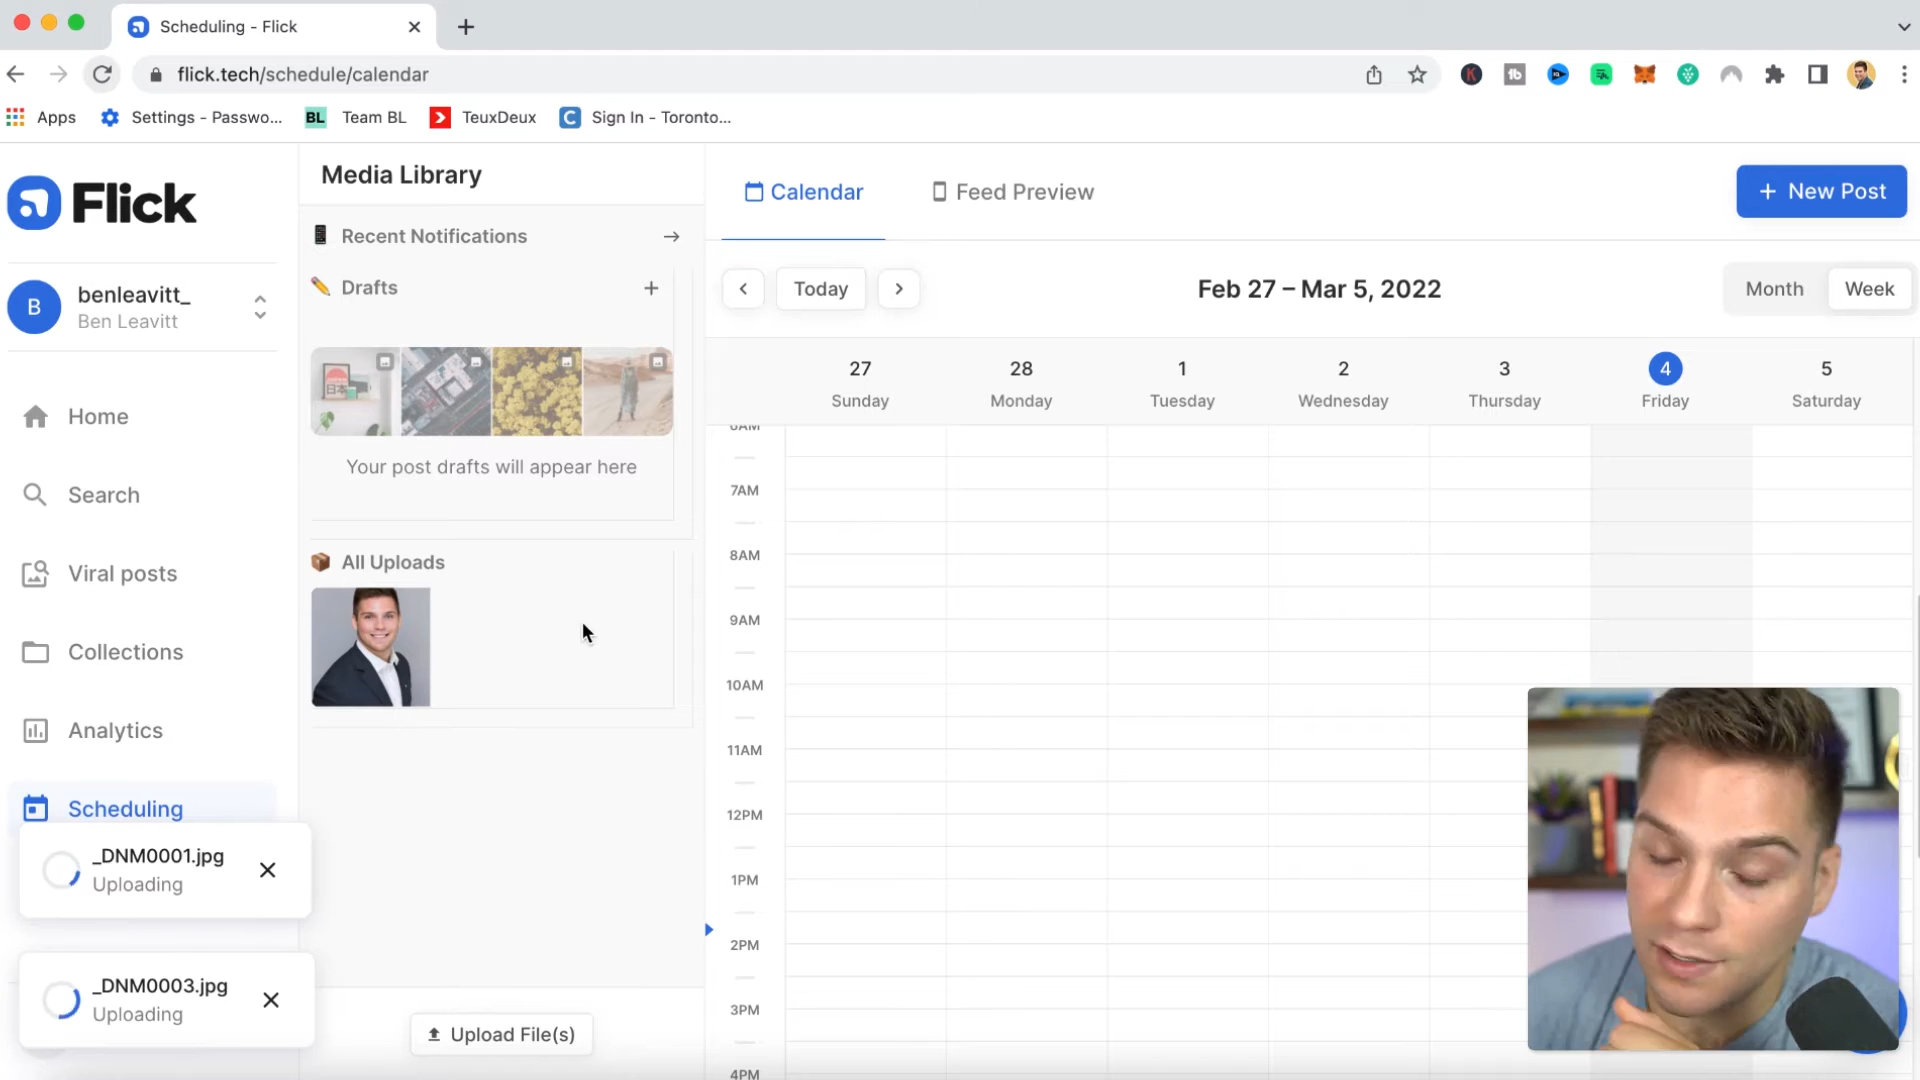 Scheduling - Flick
flick.tech/schedule/calendar
Apps
Settings - Passwo...
BL
Team BL
TeuxDeux
C
Sign In - Toronto...
Flick
B
benleavitt_
Ben Leavitt
Home
Search
Viral posts
Collections
Analytics
Scheduling
_DNM0001.jpg
Uploading
_DNM0003.jpg
Uploading
Media Library
Recent Notifications
Drafts
Your post drafts will appear here
All Uploads
Upload File(s)
Calendar
Feed Preview
+ New Post
Today
Feb 27 – Mar 5, 2022
Month
Week
27
Sunday
28
Monday
1
Tuesday
2
Wednesday
3
Thursday
4
Friday
5
Saturday
6AM
7AM
8AM
9AM
10AM
11AM
12PM
1PM
2PM
3PM
4PM